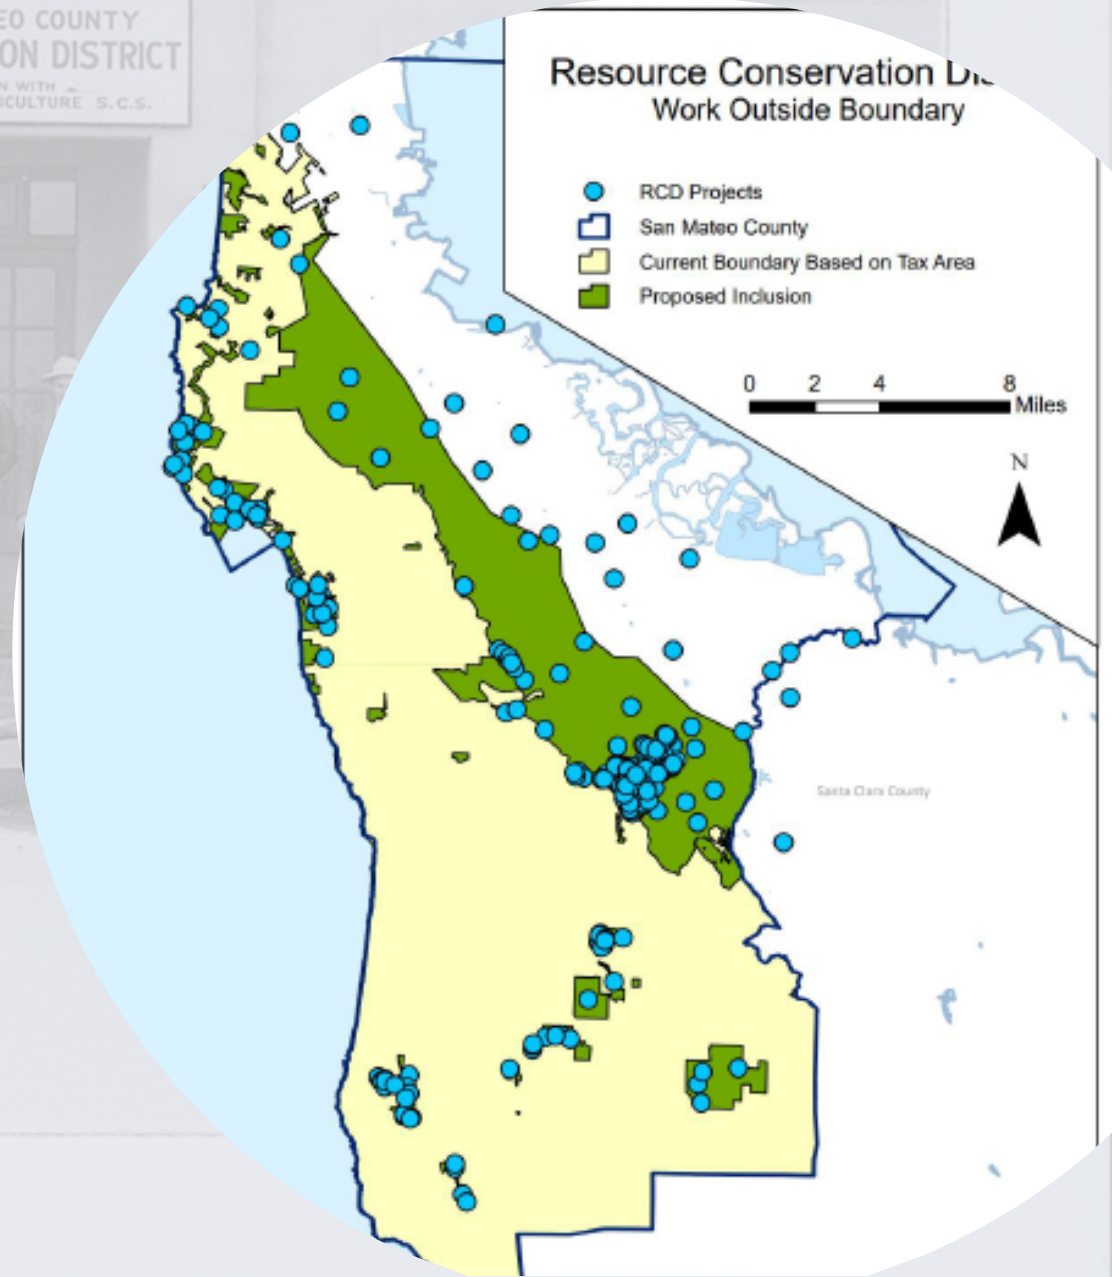 EO COUNTY
ON DISTRICT
N WITH
ICULTURE S.C.S.
Resource Conservation Dis
Work Outside Boundary
RCD Projects
San Mateo County
Current Boundary Based on Tax Area
Proposed Inclusion
0 2 4 8
Miles
N
Santa Clara County